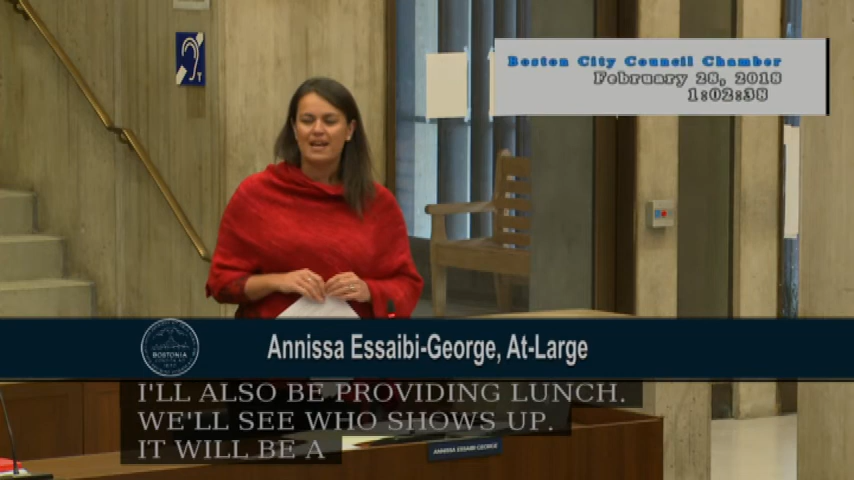 Boston City Council Chamber
February 28, 2018
1:02:38
BOSTONIA
Annissa Essaibi-George, At-Large
I'LL ALSO BE PROVIDING LUNCH.
WE'LL SEE WHO SHOWS UP.
IT WILL BE A
ANNISSA ESSAIBI-GEORGE